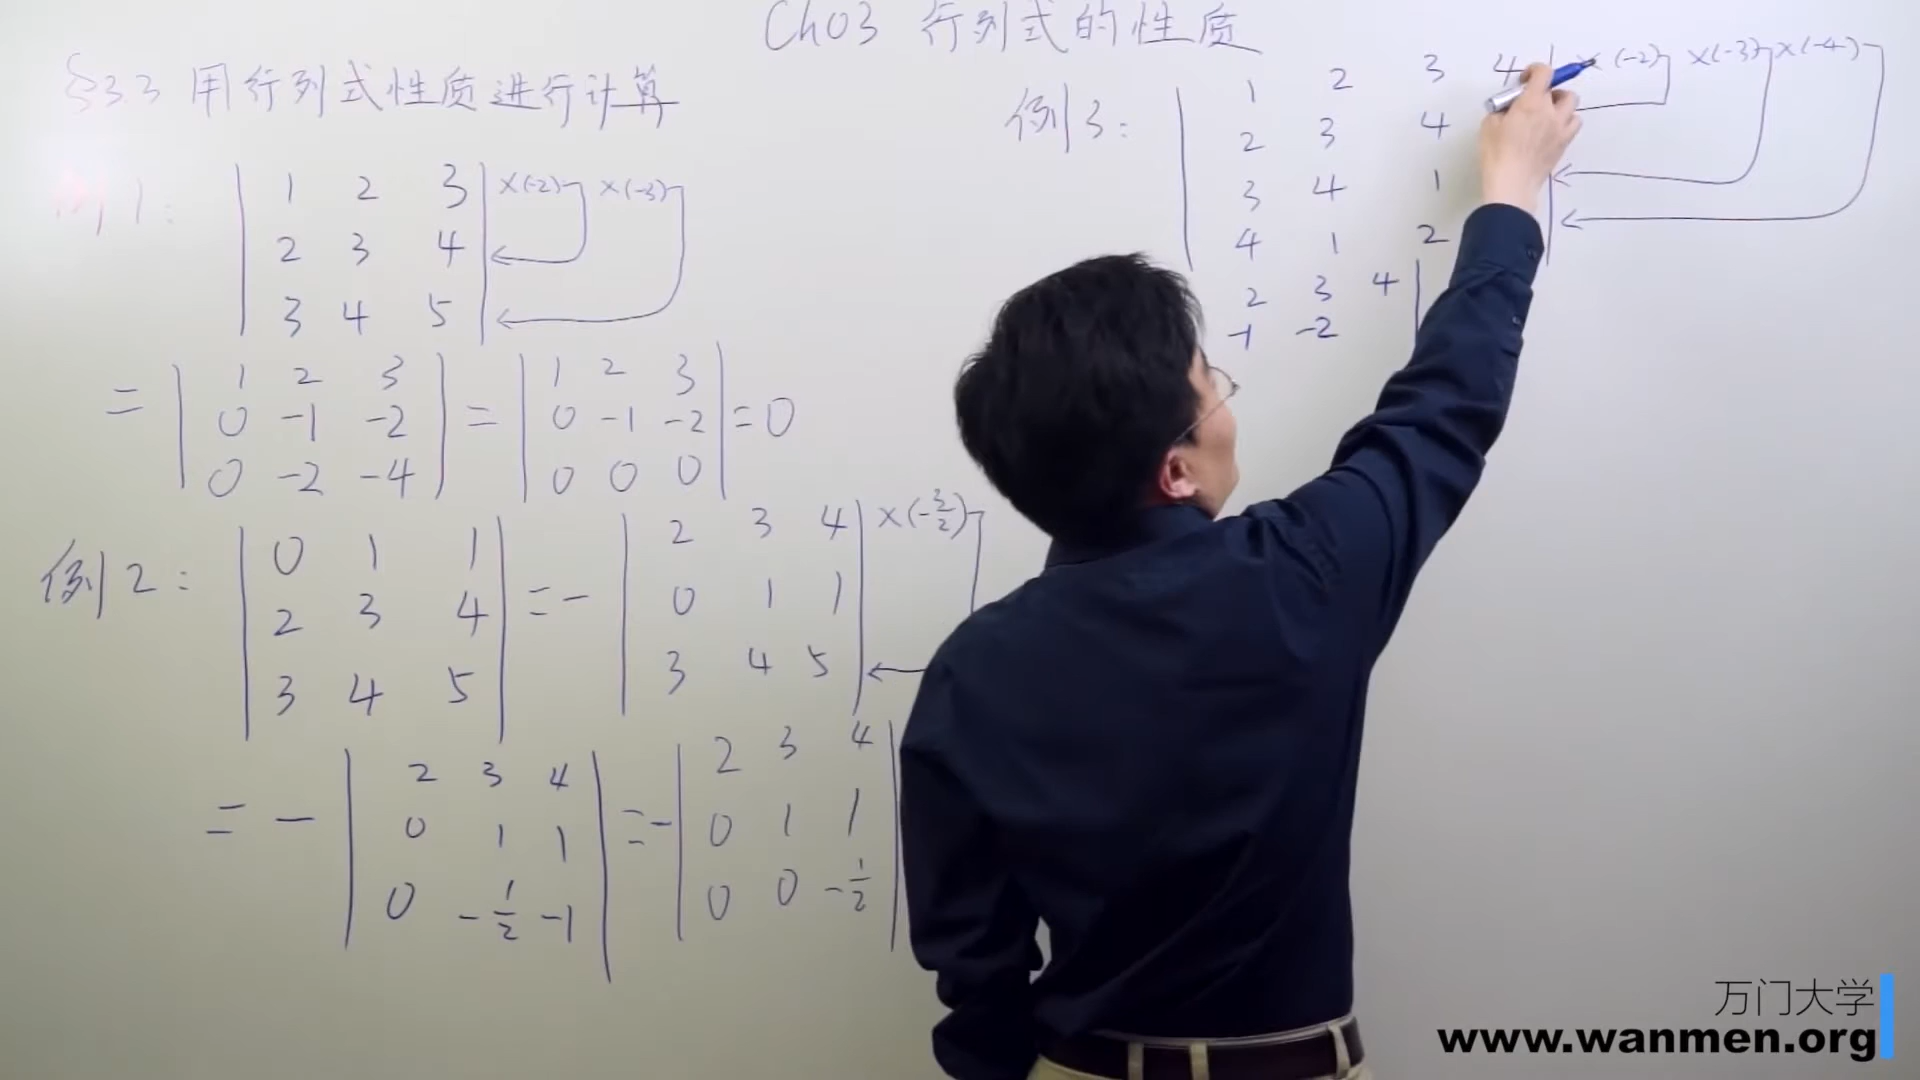 Ch03 行列式的性质
§3.3 用行列式性质进行计算
例1:
1 2 3 ×(-2) ×(-3)
2 3 4
3 4 5
= 1 2 3 = 1 2 3
0 -1 -2 0 -1 -2 =0
0 -2 -4 0 0 0
例2:
0 1 1 =- 2 3 4 ×(-3/2)
2 3 4 0 1 1
3 4 5 3 4 5
= - 2 3 4 =- 2 3 4
0 1 1 0 1 1
0 -1/2 -1 0 0 -1/2
例3:
1 2 3 4 ×(-2) ×(-3) ×(-4)
2 3 4
3 4 1
4 1 2
2 3 4
-1 -2
万门大学
www.wanmen.org